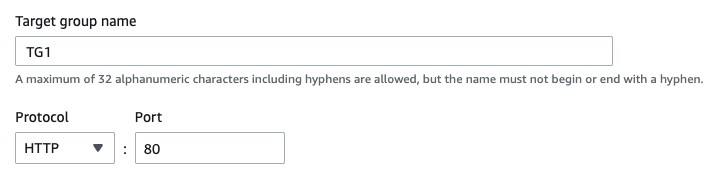 Target group name
TG1
A maximum of 32 alphanumeric characters including hyphens are allowed, but the name must not begin or end with a hyphen.
Protocol Port
HTTP : 80